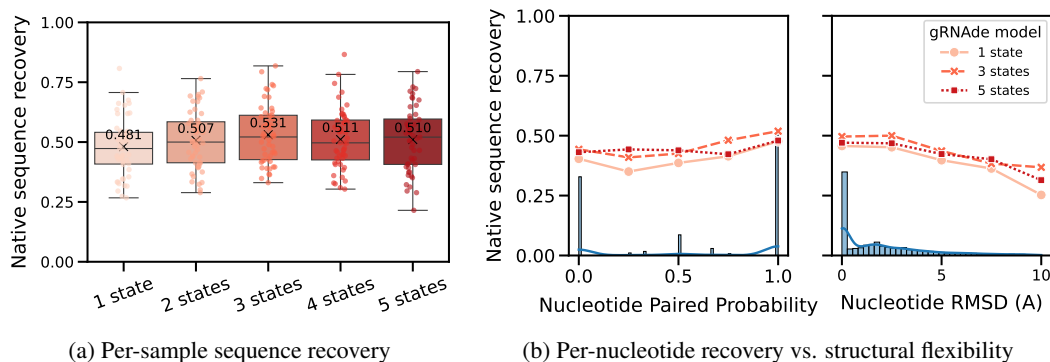 Native sequence recovery
1.00
0.75
0.50
0.25
0.00
0.481
0.507
0.531
0.511
0.510
1 state
2 states
3 states
4 states
5 states
(a) Per-sample sequence recovery
Native sequence recovery
1.00
0.75
0.50
0.25
0.00
0.0
0.5
1.0
Nucleotide Paired Probability
gRNAde model
1 state
3 states
5 states
0
5
10
Nucleotide RMSD (A)
(b) Per-nucleotide recovery vs. structural flexibility